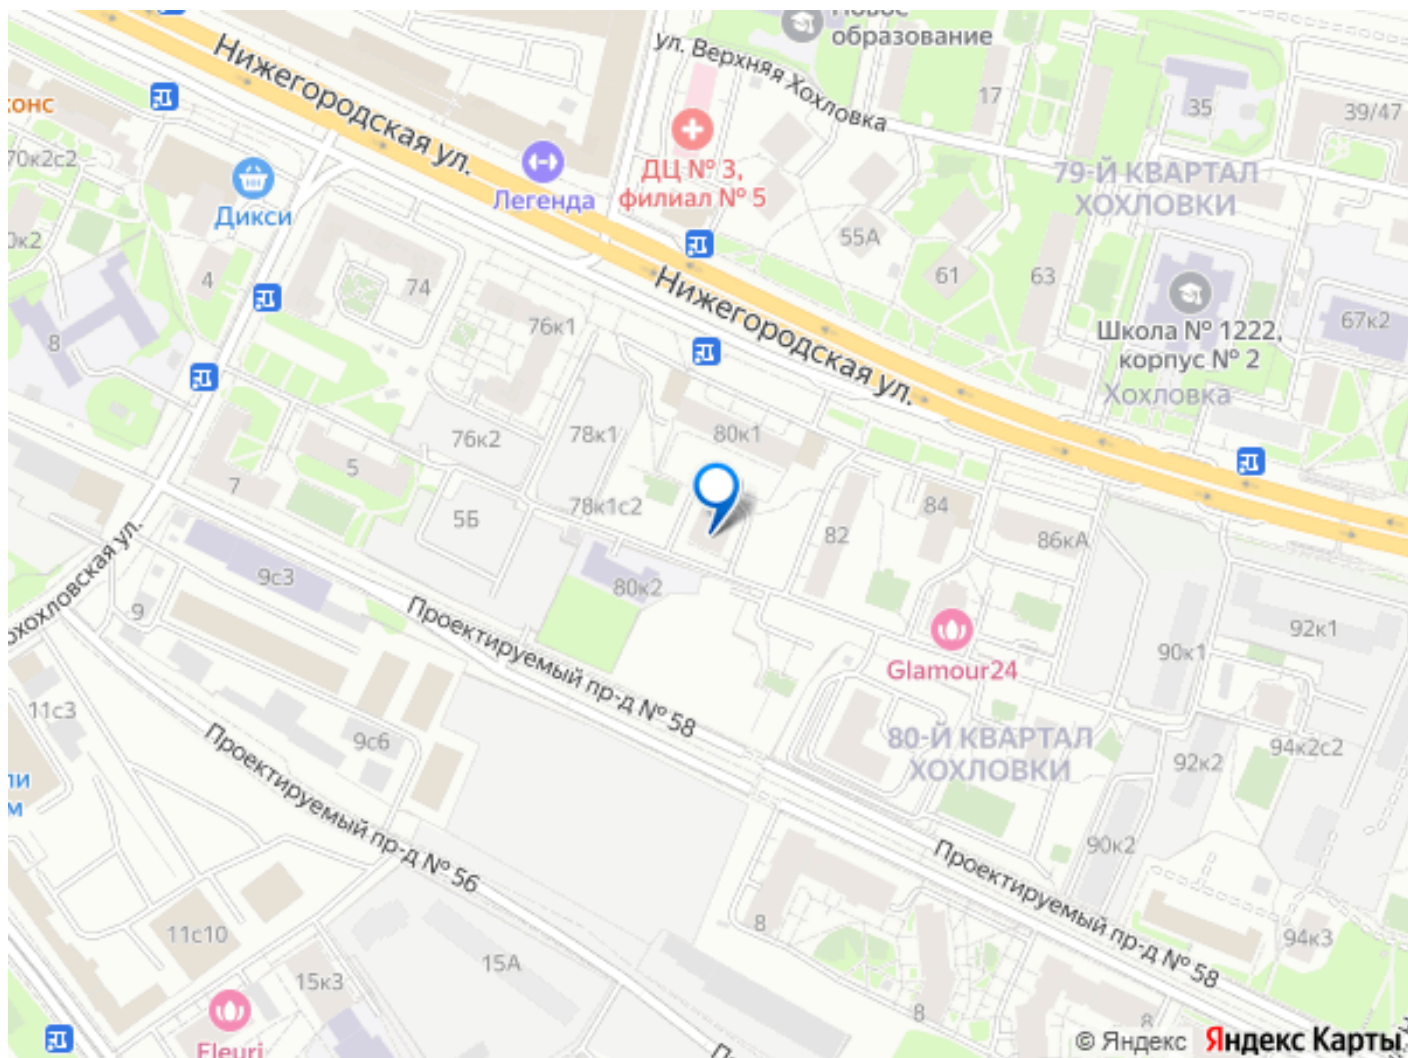 Новое
образование
ул. Верхняя Хохловка
17
35
39/47
Нижегородская ул.
конс
70к2с2
Дикси
Легенда
ДЦ № 3,
филиал № 5
79-Й КВАРТАЛ
ХОХЛОВКИ
55А
61
63
0к2
4
74
76к1
Нижегородская ул.
Школа № 1222,
корпус № 2
67к2
Хохловка
8
76к2
78к1
80к1
5
7
5Б
78к1с2
82
84
86кА
9с3
80к2
9
Проектируемый пр-д № 58
Glamour24
90к1
92к1
11с3
9с6
80-Й КВАРТАЛ
ХОХЛОВКИ
92к2
94к2с2
Проектируемый пр-д № 56
90к2
Проектируемый пр-д № 58
11с10
15А
15к3
8
8
8
94к3
Fleuri
© Яндекс Яндекс Карты